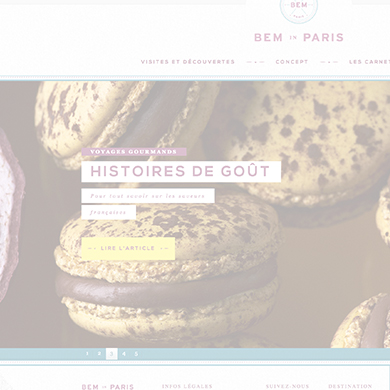 BEM
PARIS
BEM IN PARIS
VISITES ET DÉCOUVERTES —•— CONCEPT —•— LES CARNET
VOYAGES GOURMANDS
HISTOIRES DE GOÛT
Pour tout savoir sur les saveurs
françaises
LIRE L'ARTICLE
1 2 3 4 5
BEM — PARIS INFOS LÉGALES SUIVEZ-NOUS DESTINATION